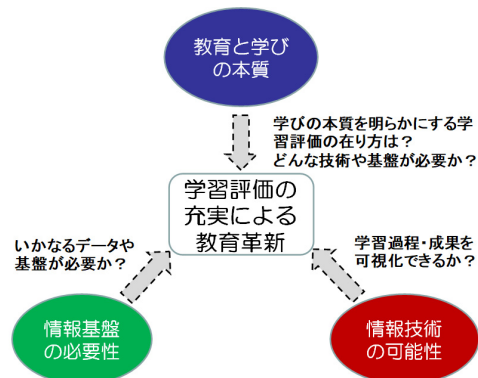 教育と学び
の本質
学びの本質を明らかにする学
習評価の在り方は？
どんな技術や基盤が必要か？
学習評価の
充実による
教育革新
いかなるデータや
基盤が必要か？
学習過程・成果を
可視化できるか？
情報基盤
の必要性
情報技術
の可能性